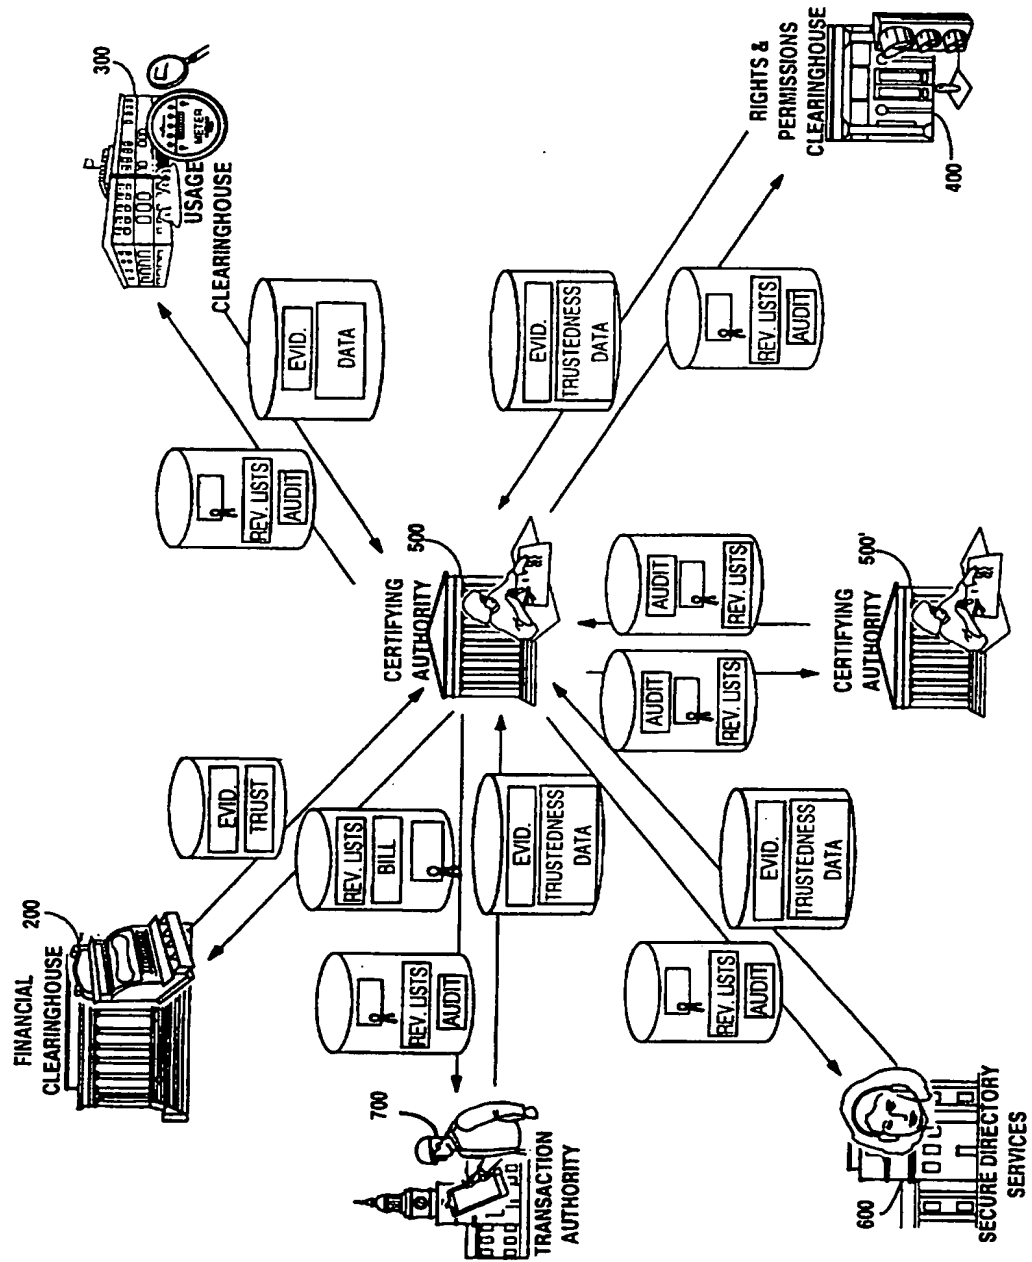 FINANCIAL
CLEARINGHOUSE
200
300
METER
USAGE
CLEARINGHOUSE
EVID.
TRUST
REV. LISTS
AUDIT
EVID.
DATA
REV. LISTS
BILL
700
REV. LISTS
AUDIT
CERTIFYING
AUTHORITY
500
TRANSACTION
AUTHORITY
EVID.
TRUSTEDNESS
DATA
EVID.
TRUSTEDNESS
DATA
REV. LISTS
AUDIT
AUDIT
REV. LISTS
AUDIT
REV. LISTS
REV. LISTS
AUDIT
RIGHTS &
PERMISSIONS
CLEARINGHOUSE
EVID.
TRUSTEDNESS
DATA
600
CERTIFYING
AUTHORITY
500'
400
SECURE DIRECTORY
SERVICES